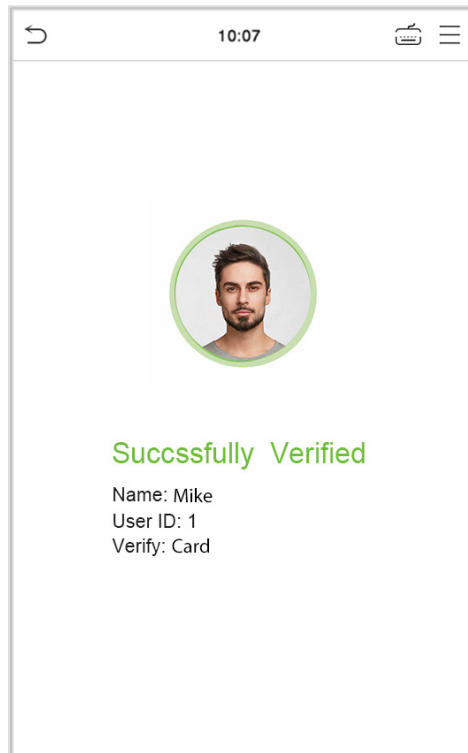 10:07
Succssfully Verified
Name: Mike
User ID: 1
Verify: Card